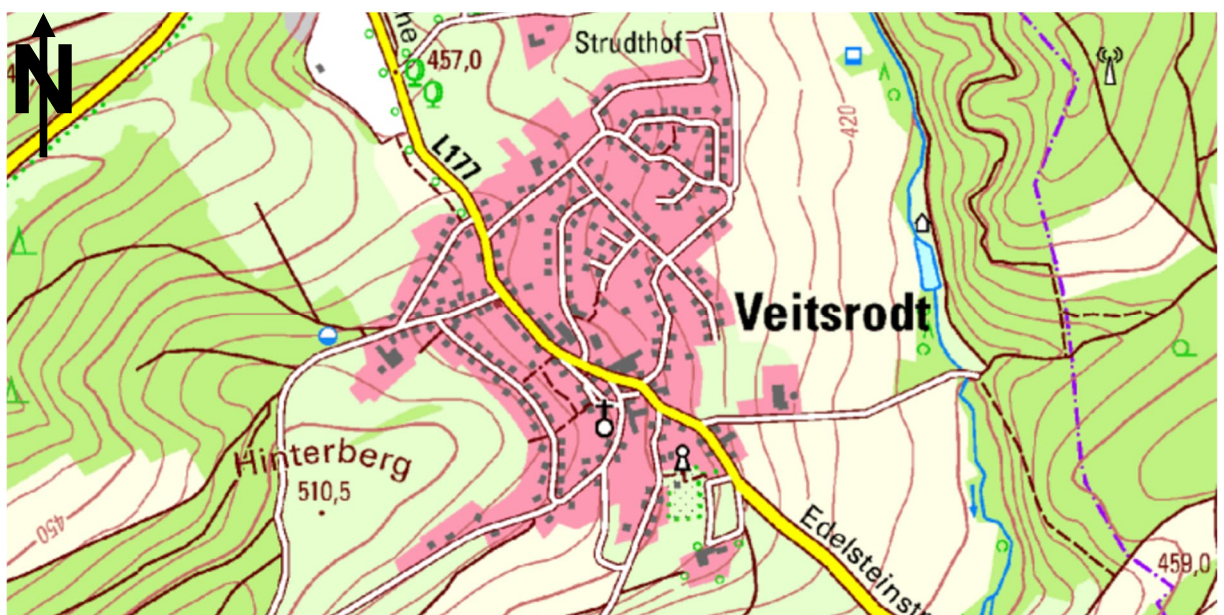 N
Strudthof
457,0
L177
420
Veitsrodt
Hinterberg
510,5
450
Edelsteinstr
459,0